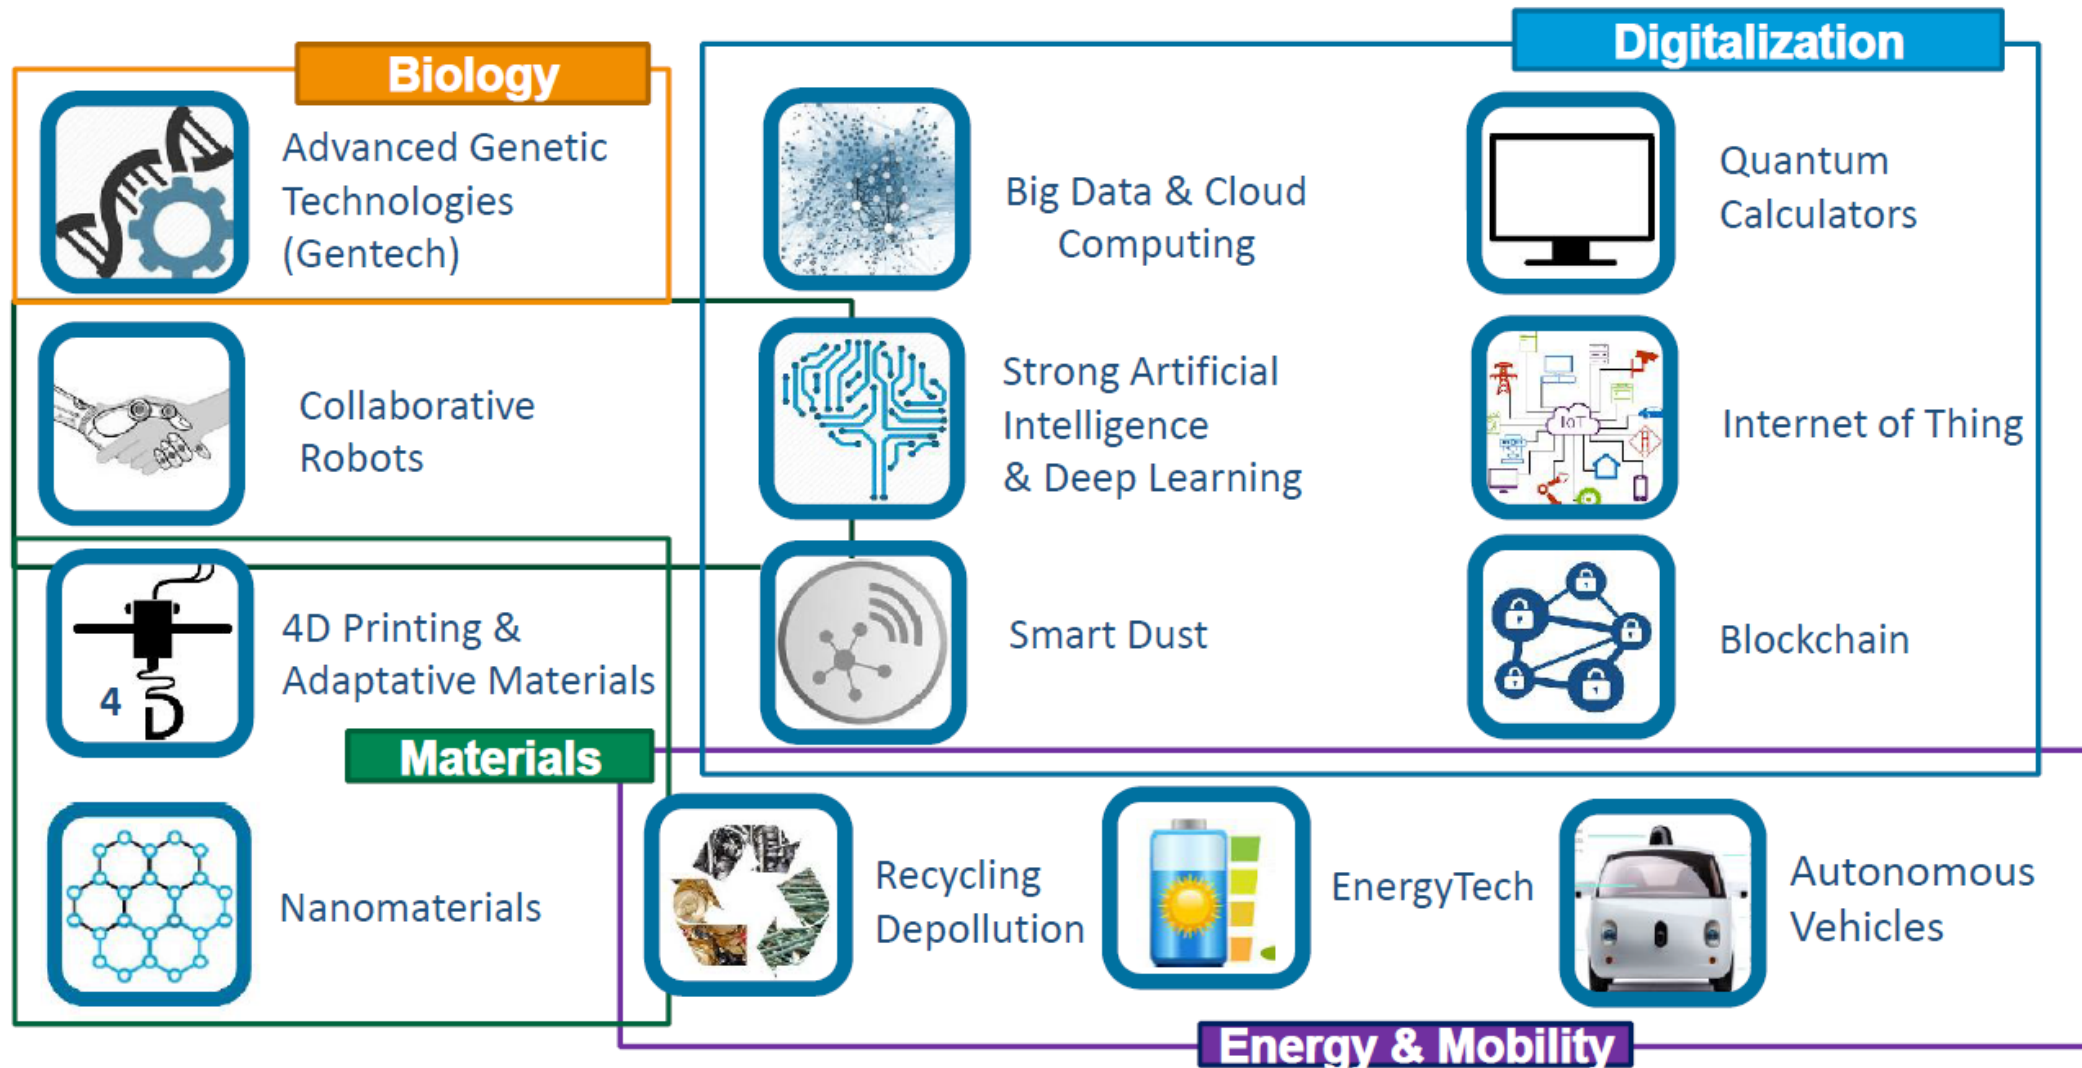 Biology
Advanced Genetic
Technologies
(Gentech)
Collaborative
Robots
4D Printing &
Adaptative Materials
4
D
Materials
Nanomaterials
Digitalization
Big Data & Cloud
Computing
Quantum
Calculators
Strong Artificial
Intelligence
& Deep Learning
IoT
Internet of Thing
Smart Dust
Blockchain
Recycling
Depollution
EnergyTech
Autonomous
Vehicles
Energy & Mobility